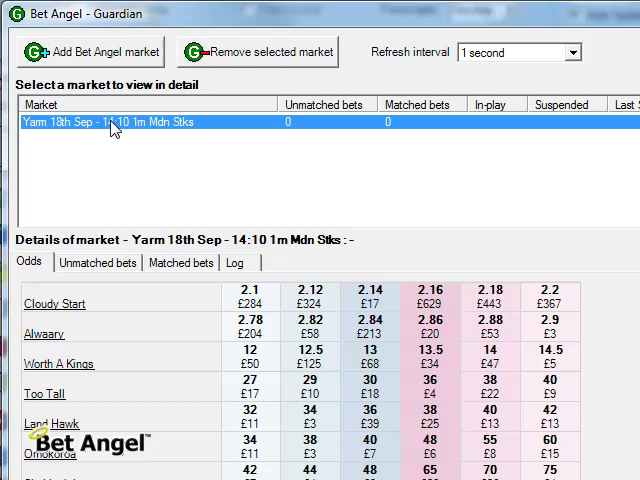 Bet Angel - Guardian
Add Bet Angel market Remove selected market Refresh interval 1 second
Select a market to view in detail
Market Unmatched bets Matched bets In-play Suspended Last S
Yarm 18th Sep - 14:10 1m Mdn Stks 0 0
Details of market - Yarm 18th Sep - 14:10 1m Mdn Stks : -
Odds Unmatched bets Matched bets Log
2.1 2.12 2.14 2.16 2.18 2.2
Cloudy Start £284 £324 £17 £629 £443 £367
2.78 2.82 2.84 2.86 2.88 2.9
Alwaary £204 £58 £213 £20 £53 £3
12 12.5 13 13.5 14 14.5
Worth A Kings £50 £125 £68 £34 £47 £5
27 29 30 36 38 40
Too Tall £17 £10 £18 £4 £22 £9
32 34 36 38 40 42
Land Hawk £11 £3 £39 £25 £13 £13
34 38 40 48 55 60
Omokoroa £11 £3 £7 £6 £8 £15
Bet Angel™
42 44 48 65 70 75